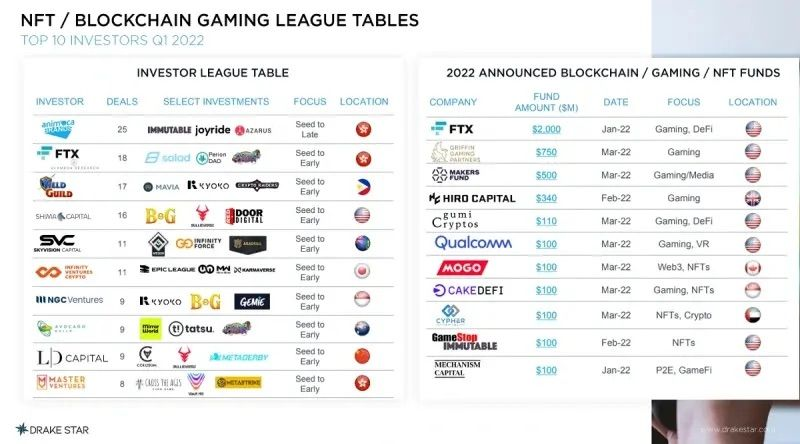 NFT / BLOCKCHAIN GAMING LEAGUE TABLES
TOP 10 INVESTORS Q1 2022
INVESTOR LEAGUE TABLE
INVESTOR DEALS SELECT INVESTMENTS FOCUS LOCATION
animoca BRANDS 25 IMMUTABLE joyride AZARUS Seed to Late
FTX ALAMEDA RESEARCH 18 salad Perion DAO Seed to Early
GUILD 17 MAVIA KYOKO CRYPTO RAIDERS Seed to Early
SHIMA CAPITAL 16 B&G BULLIEVERSE DOOR DIGITAL Seed to Early
SVC SKYVISION CAPITAL 11 INFINITY FORCE Seed to Early
INFINITY VENTURES CRYPTO 11 EPIC LEAGUE KARMAVERSE Seed to Early
NGC Ventures 9 KYOKO B&G GEMIE Seed to Early
AVOCADO GUILD 9 Mirror World tatsu. Seed to Early
LD CAPITAL 9 BULLIEVERSE METADERBY Seed to Early
MASTER VENTURES 8 CROSS THE AGES METASTRIKE Seed to Early
2022 ANNOUNCED BLOCKCHAIN / GAMING / NFT FUNDS
COMPANY FUND AMOUNT ($M) DATE FOCUS LOCATION
FTX $2,000 Jan-22 Gaming, DeFi
GRIFFIN GAMING PARTNERS $750 Mar-22 Gaming
MAKERS FUND $500 Mar-22 Gaming/Media
HIRO CAPITAL $340 Feb-22 Gaming
gumi Cryptos $110 Mar-22 Gaming, DeFi
Qualcomm $100 Mar-22 Gaming, VR
MOGO $100 Mar-22 Web3, NFTs
CAKEDEFI $100 Mar-22 Gaming, NFTs
CYPHER $100 Mar-22 NFTs, Crypto
GameStop IMMUTABLE $100 Feb-22 NFTs
MECHANISM CAPITAL $100 Jan-22 P2E, GameFi
DRAKE STAR
www.drakestar.com